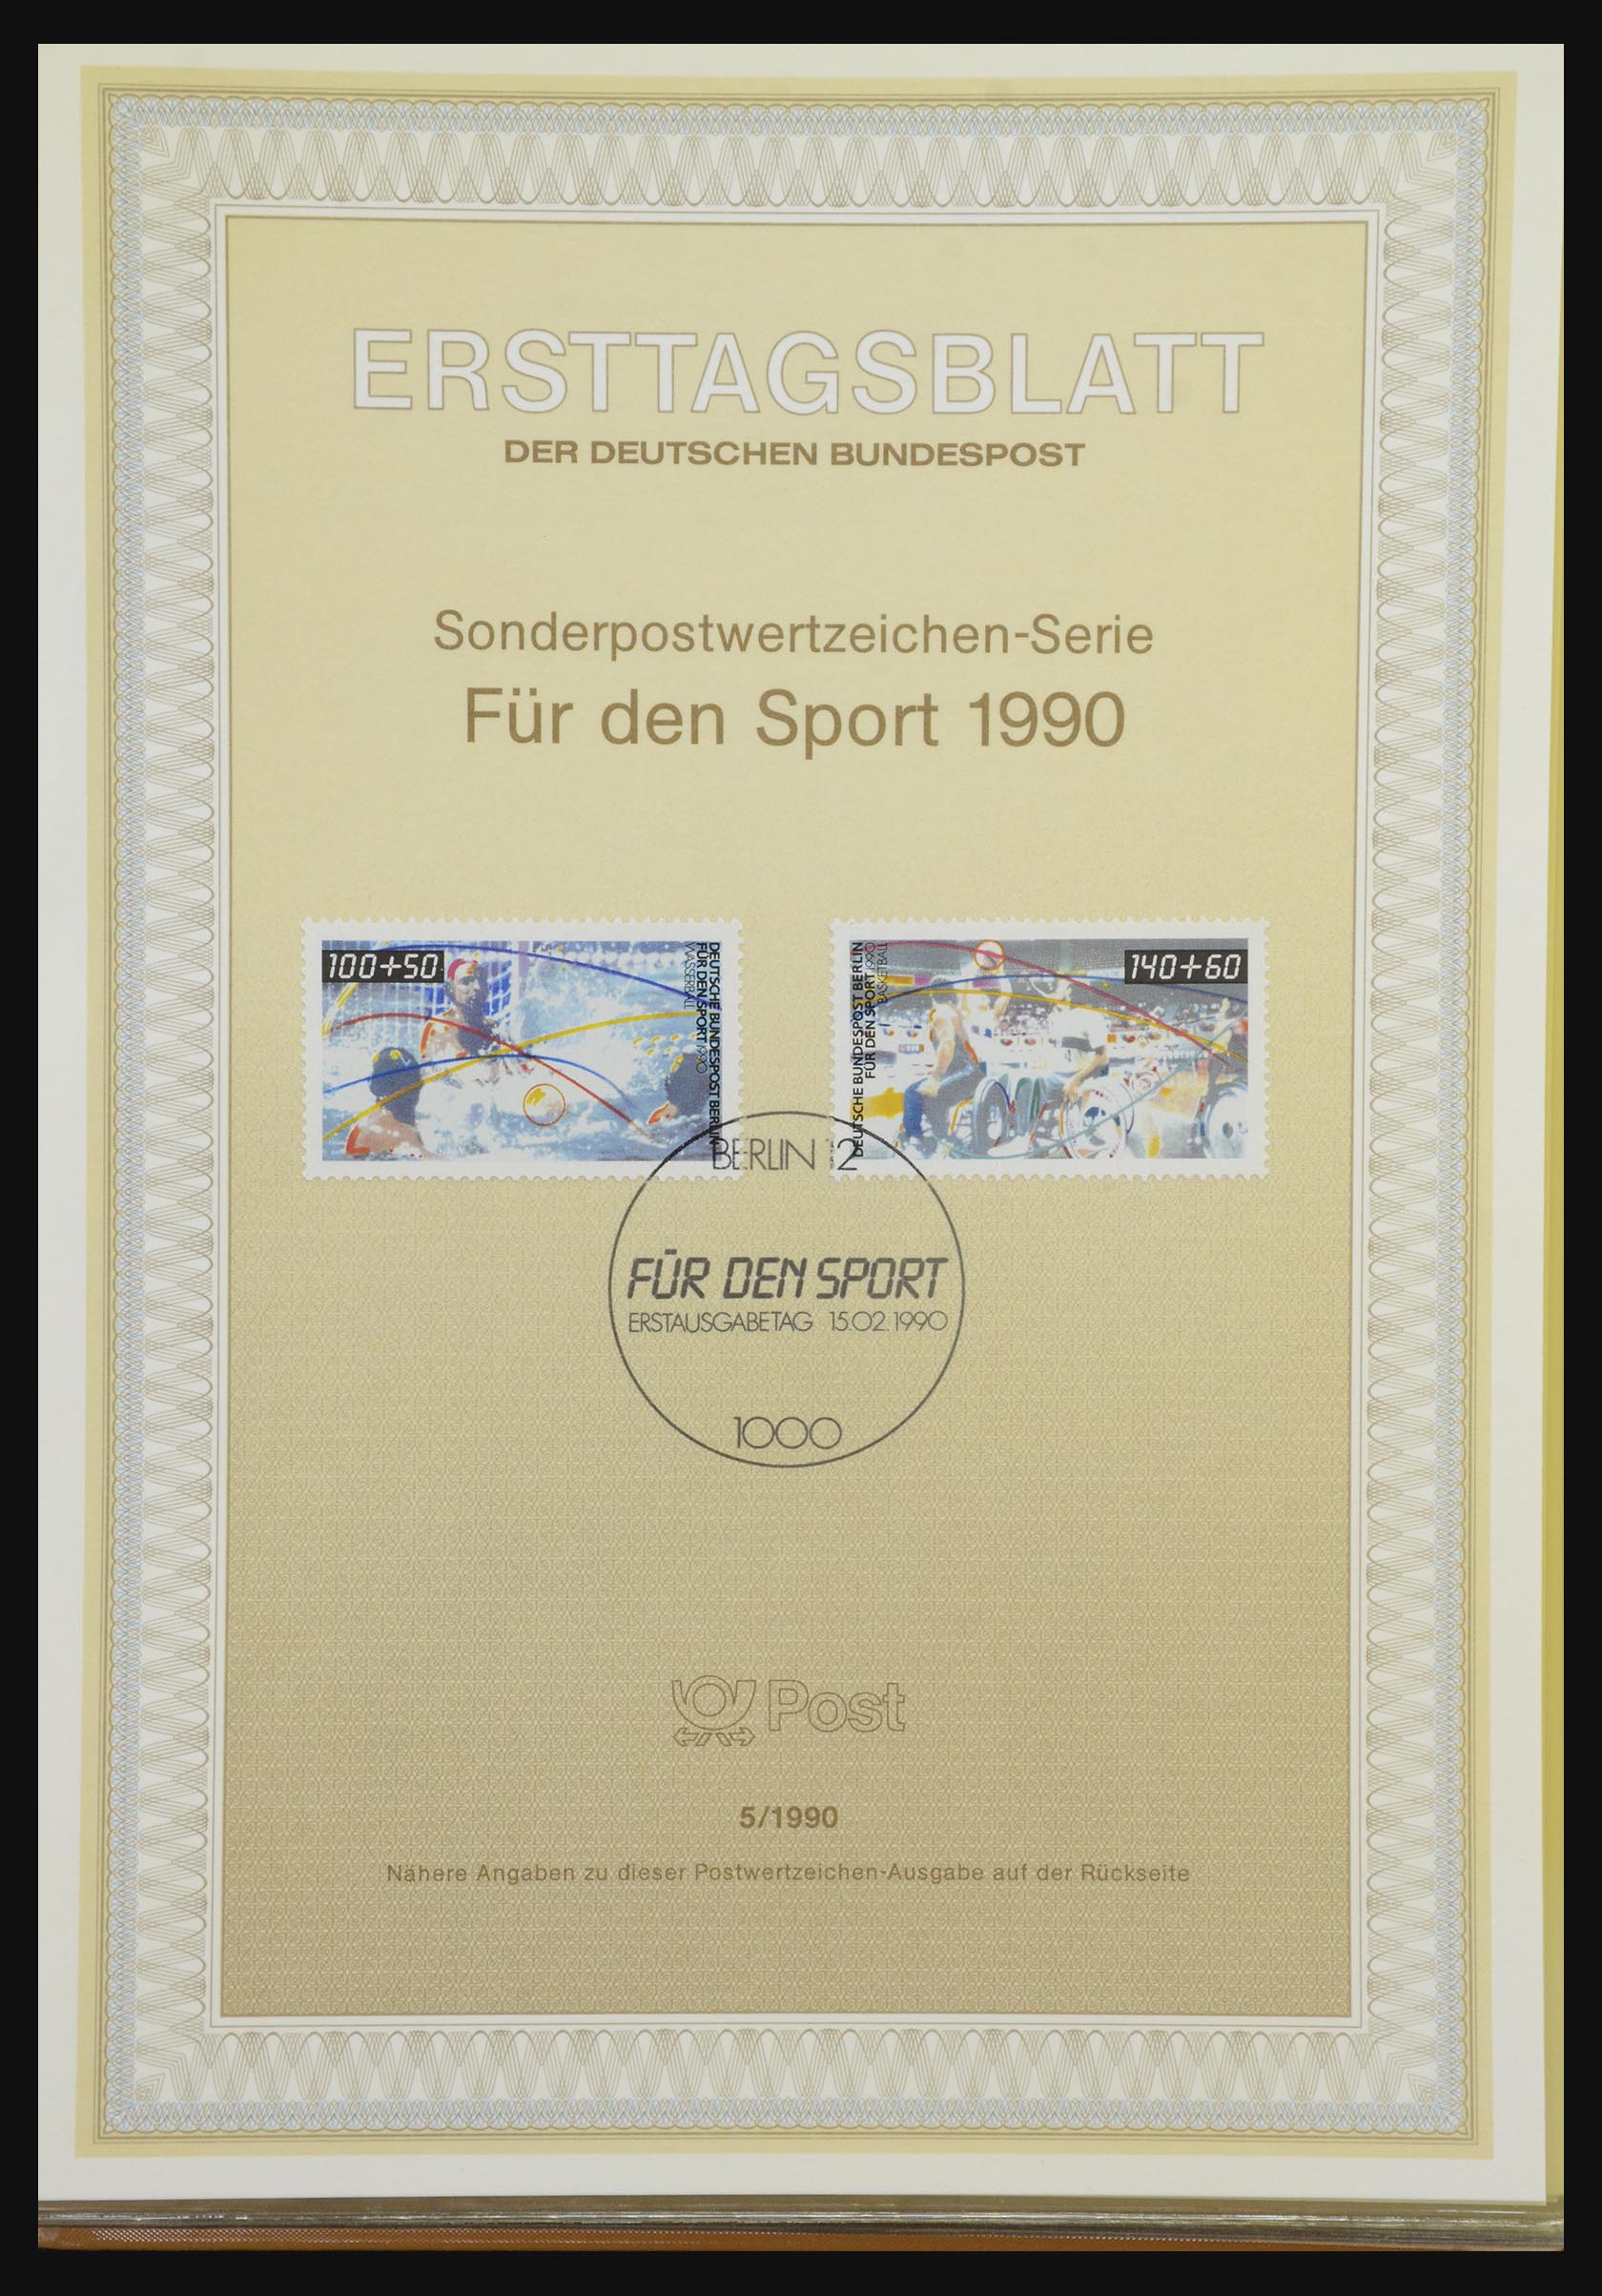 ERSTTAGSBLATT
DER DEUTSCHEN BUNDESPOST
Sonderpostwertzeichen-Serie
Für den Sport 1990
100+50
DEUTSCHE BUNDESPOST BERLIN
FÜR DEN SPORT 1990
WASSERBALL
DEUTSCHE BUNDESPOST BERLIN
FÜR DEN SPORT 1990
BASKETBALL
140+60
BERLIN 12
FÜR DEN SPORT
ERSTAUSGABETAG 15.02.1990
1000
Post
5/1990
Nähere Angaben zu dieser Postwertzeichen-Ausgabe auf der Rückseite